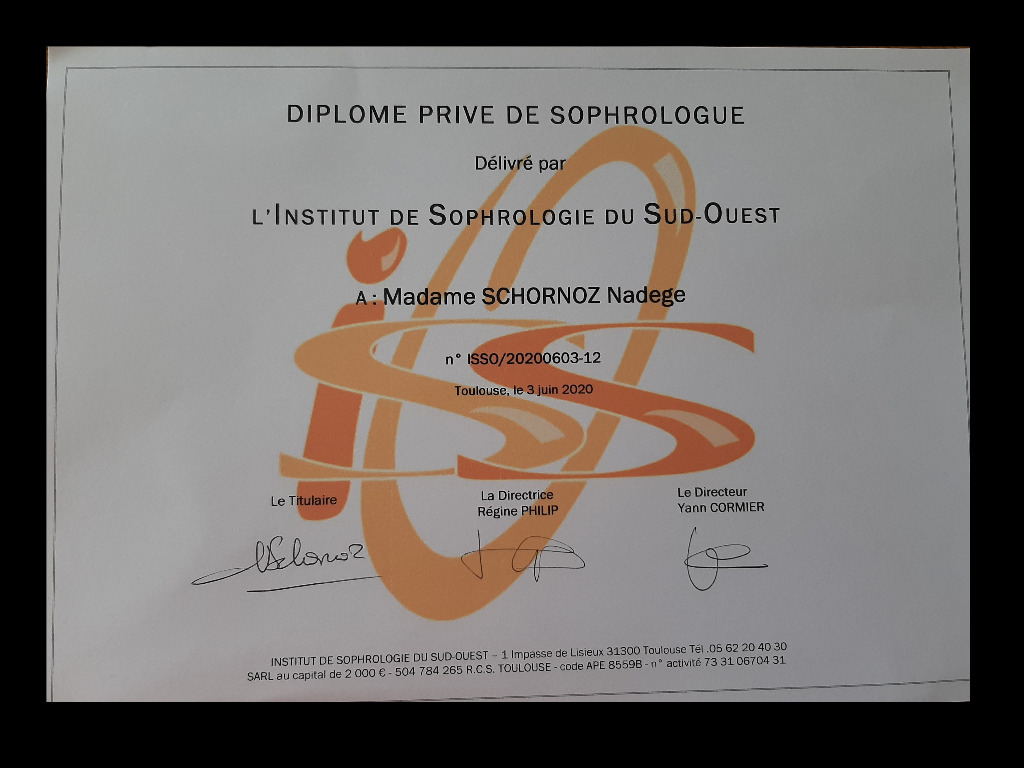 DIPLOME PRIVE DE SOPHROLOGUE
Délivré par
L'INSTITUT DE SOPHROLOGIE DU SUD-OUEST
A : Madame SCHORNOZ Nadege
n° ISSO/20200603-12
Toulouse, le 3 juin 2020
Le Titulaire
La Directrice
Régine PHILIP
Le Directeur
Yann CORMIER
INSTITUT DE SOPHROLOGIE DU SUD-OUEST – 1 Impasse de Lisieux 31300 Toulouse Tél .05 62 20 40 30
SARL au capital de 2 000 € - 504 784 265 R.C.S. TOULOUSE - code APE 8559B - n° activité 73 31 06704 31